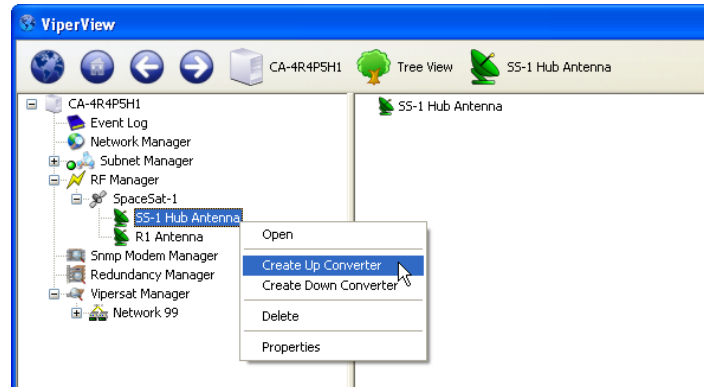 ViperView
CA-4R4P5H1 Tree View SS-1 Hub Antenna
CA-4R4P5H1
Event Log
Network Manager
Subnet Manager
RF Manager
SpaceSat-1
SS-1 Hub Antenna
R1 Antenna
Snmp Modem Manager
Redundancy Manager
Vipersat Manager
Network 99
SS-1 Hub Antenna
Open
Create Up Converter
Create Down Converter
Delete
Properties